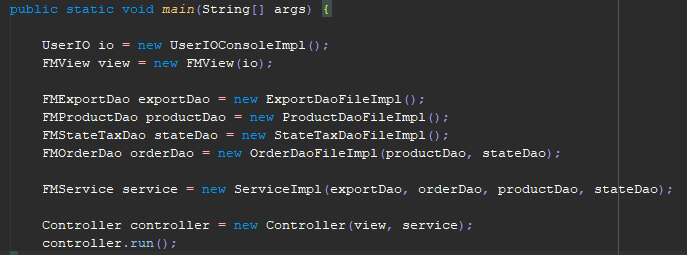 public static void main(String[] args) {
UserIO io = new UserIOConsoleImpl();
FMView view = new FMView(io);
FMExportDao exportDao = new ExportDaoFileImpl();
FMProductDao productDao = new ProductDaoFileImpl();
FMStateTaxDao stateDao = new StateTaxDaoFileImpl();
FMOrderDao orderDao = new OrderDaoFileImpl(productDao, stateDao);
FMService service = new ServiceImpl(exportDao, orderDao, productDao, stateDao);
Controller controller = new Controller(view, service);
controller.run();